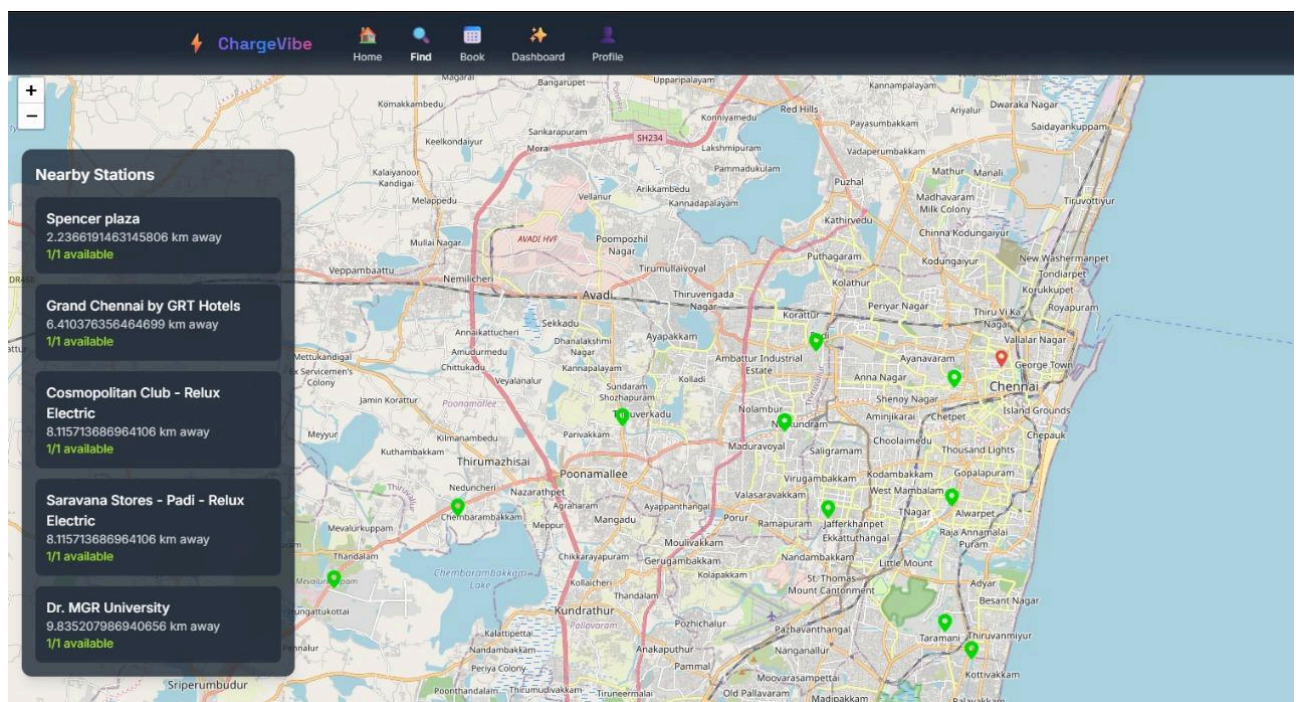 ChargeVibe
Home Find Book Dashboard Profile
+
−
Nearby Stations
Spencer plaza
2.2366191463145806 km away
1/1 available
Grand Chennai by GRT Hotels
6.410376356464699 km away
1/1 available
Cosmopolitan Club - Relux
Electric
8.115713686964106 km away
1/1 available
Saravana Stores - Padi - Relux
Electric
8.115713686964106 km away
1/1 available
Dr. MGR University
9.835207986940656 km away
1/1 available
Magaral
Bangarupet
Upparipalayam
Kannampalayam
Komakkambedu
Konniyamedu
Red Hills
Ariyalur
Dwaraka Nagar
Payasumbakkam
Saidayankuppam
Sankarapuram
SH234
Keelkondaiyur
Morai
Lakshmipuram
Vadaperumbakkam
Kalaiyanoor
Kandigai
Pammadukulam
Mathur
Manali
Puzhal
Arikkambedu
Melappedu
Vellanur
Kannadapalayam
Madhavaram
Milk Colony
Tiruvottiyur
Kathirvedu
Chinna Kodungaiyur
Mullai Nagar
AVADI HVF
Poompozhil
Nagar
Puthagaram
Kodungaiyur
New Washermanpet
Tondiarpet
Veppambaattu
Nemilicheri
Tirumullaivoyal
Kolathur
Korukkupet
Avadi
Thiruvengada
Nagar
Periyar Nagar
Thiru Vi Ka
Nagar
Royapuram
Korattur
Annaikattucheri
Sekkadu
Dhanalakshmi
Nagar
Ayapakkam
Vallalar Nagar
Mettukandigai
Ex Servicemen's
Colony
Amudurmedu
Chittukadu
Ambattur Industrial
Estate
Ayanavaram
George Town
Kannapalayam
Veyalanalur
Kolladi
Anna Nagar
Chennai
Sundaram
Shozhapuram
Shenoy Nagar
Jamin Korattur
Poonamallee
Nolambur
Aminjikarai
Chetpet
Island Grounds
Meyyur
Kilmanambedu
Parivakkam
Maduravoyal
Choolaimedu
Chepauk
Kuthambakkam
Thirumazhisai
Saligramam
Thousand Lights
Poonamallee
Virugambakkam
Kodambakkam
Gopalapuram
Neduncheri
Nazarathpet
Valasaravakkam
West Mambalam
Agraharam
Ayappanthangal
TNagar
Alwarpet
Chembarambakkam
Meppur
Mangadu
Porur
Ramapuram
Jafferkhanpet
Ekkattuthangal
Raja Annamalai
Puram
Mevalurkuppam
Moulivakkam
Thandalam
Chikkarayapuram
Gerugambakkam
Nandambakkam
Little Mount
Chembarambakkam
Lake
Kollaicheri
Kolapakkam
St. Thomas
Mount Cantonment
Adyar
Thandalam
Besant Nagar
Kundrathur
Pallavaram
Pozhichalur
Pazhavanthangal
Kalattipettai
Taramani
Thiruvanmiyur
Nandambakkam
Anakaputhur
Nanganallur
Periya Colony
Pammal
Kottivakkam
Moovarasampettai
Sriperumbudur
Poonthandalam
Thirumudivakkam
Tiruneermalai
Old Pallavaram
Madipakkam
Palavakkam